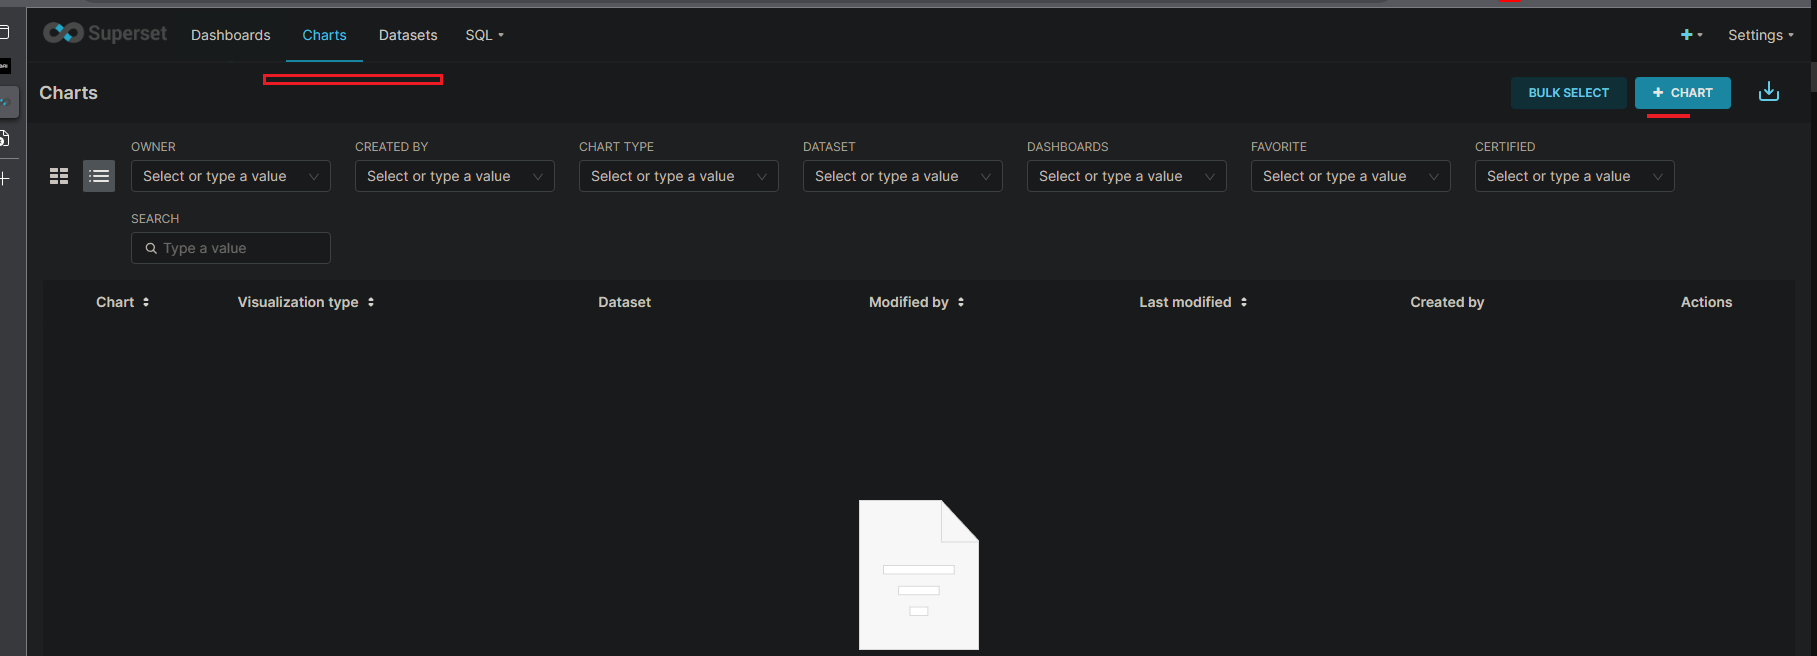 Superset Dashboards Charts Datasets SQL Settings
Charts BULK SELECT + CHART
OWNER CREATED BY CHART TYPE DATASET DASHBOARDS FAVORITE CERTIFIED
Select or type a value Select or type a value Select or type a value Select or type a value Select or type a value Select or type a value Select or type a value
SEARCH
Type a value
Chart Visualization type Dataset Modified by Last modified Created by Actions